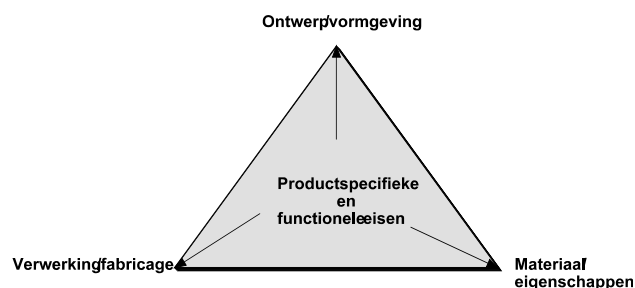 Ontwerp/vormgeving
Productspecifieke
en
functionele eisen
Verwerking/fabricage
Materiaal
eigenschappen